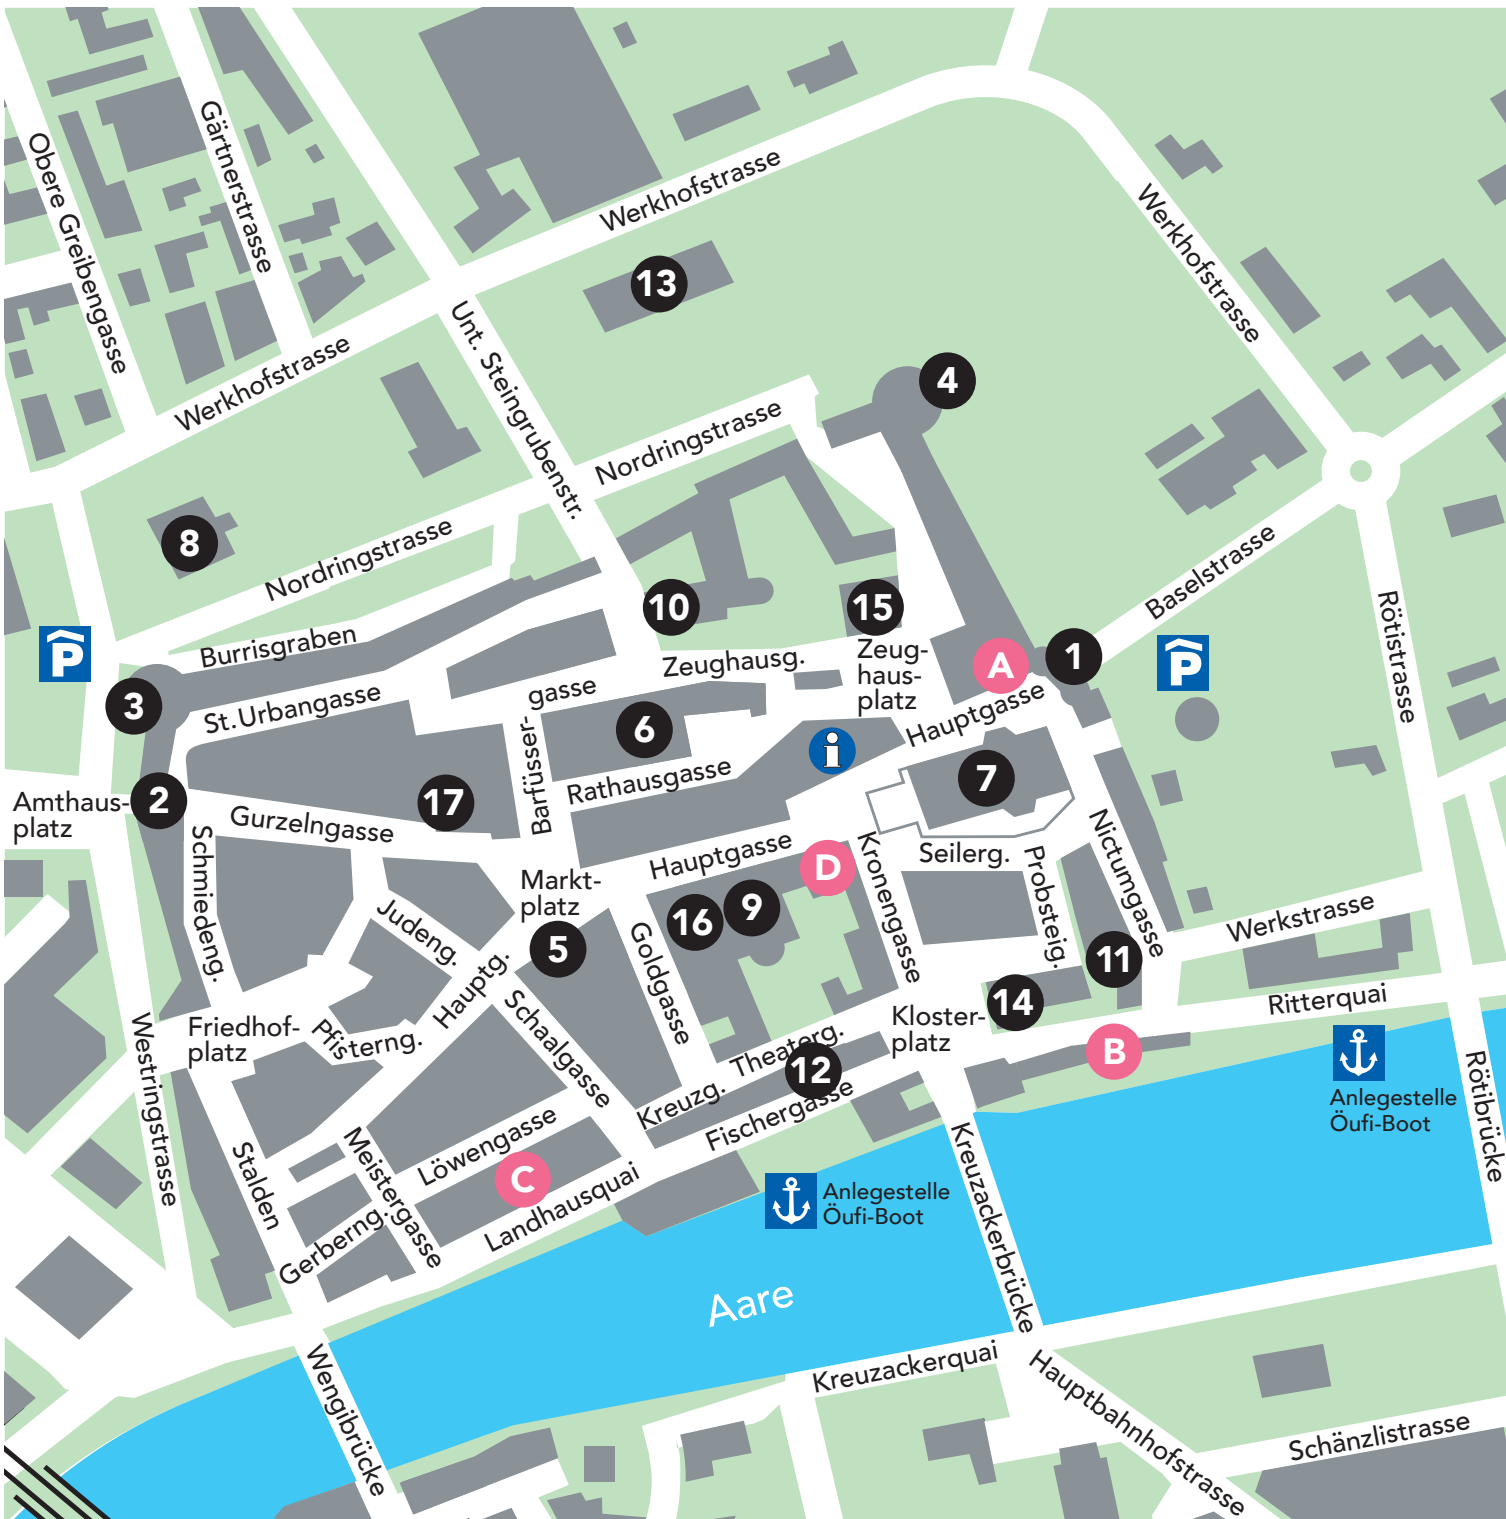 Obere Greibengasse
Gärtnerstrasse
Werkhofstrasse
Werkhofstrasse
13
Unt. Steingrubenstr.
Werkhofstrasse
4
Nordringstrasse
8
Nordringstrasse
Baselstrasse
Rötistrasse
10
15
P
Burrisgraben
Zeughausg.
Zeug-
haus-
platz
A
1
P
3
St.Urbangasse
Barfüsser-
gasse
6
Hauptgasse
i
7
Rathausgasse
Amthaus-
platz
2
17
Gurzelngasse
Schmiedeng.
Hauptgasse
D
Kronengasse
Seilerg.
Probsteig.
Nictumgasse
Markt-
platz
16
9
Judeng.
5
Goldgasse
Hauptg.
Werkstrasse
11
14
Ritterquai
Friedhof-
platz
Pfis
terng.
Schaalgasse
Kloster-
platz
Theaterg.
12
B
Westringstrasse
Kreuzg.
Fischergasse
Anlegestelle
Öufi-Boot
Rötibrücke
Löwengasse
C
Meistergasse
Stalden
Landhausquai
Gerberng.
Anlegestelle
Öufi-Boot
Kreuzackerbrücke
Aare
Wengibrücke
Kreuzackerquai
Hauptbahnhofstrasse
Schänzlistrasse